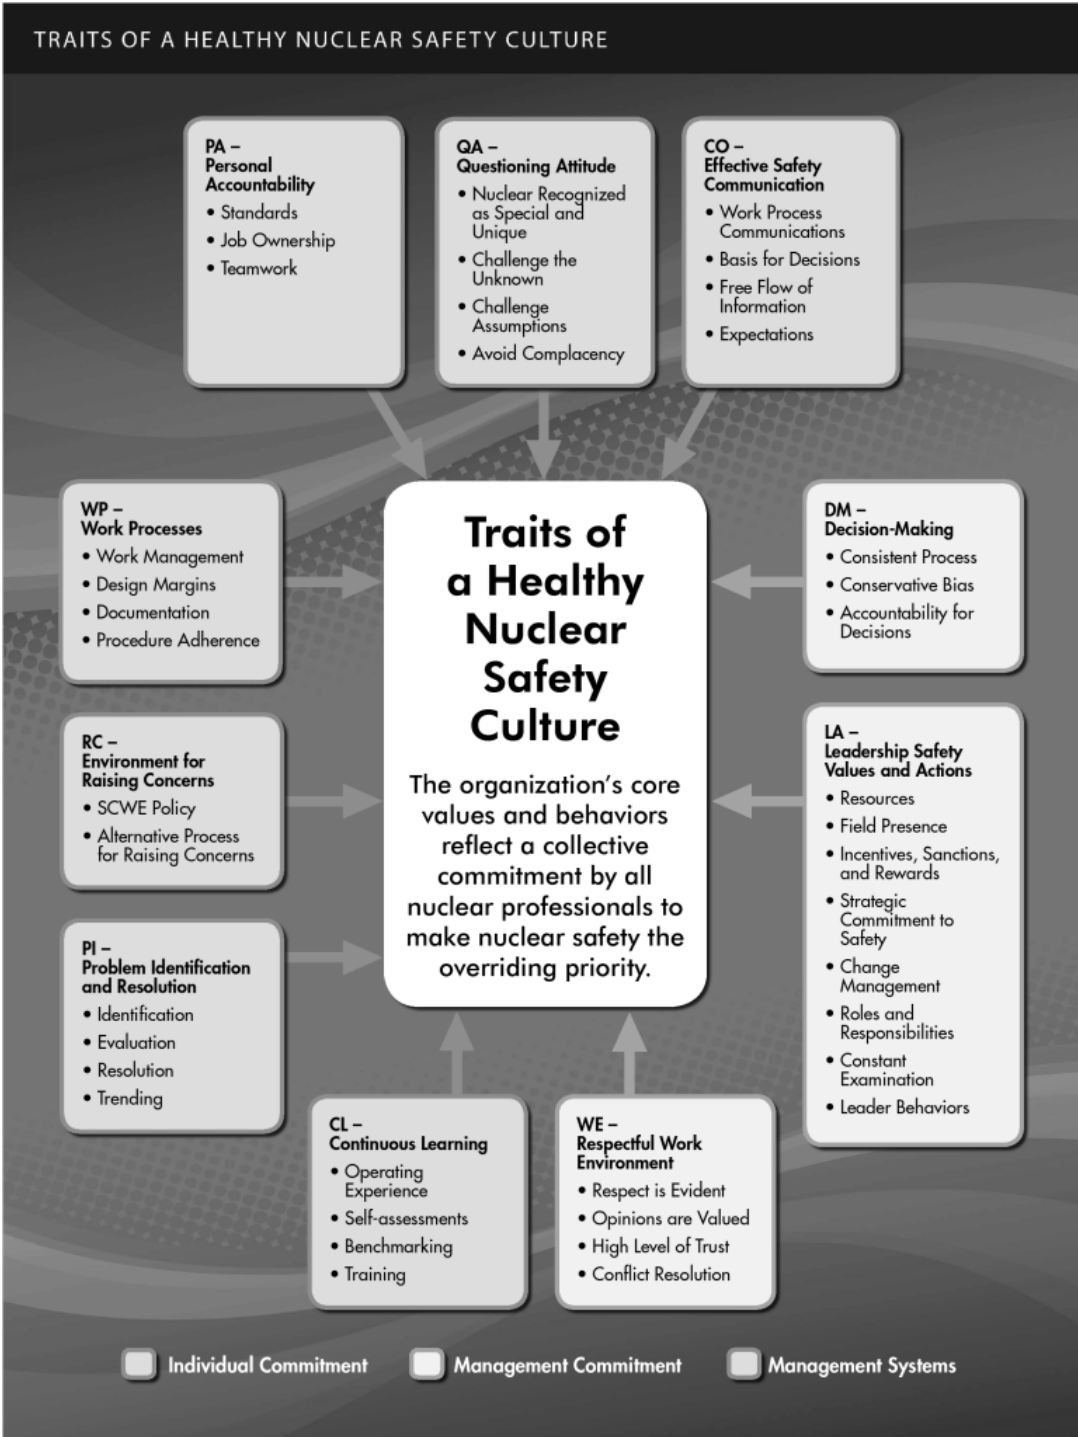 TRAITS OF A HEALTHY NUCLEAR SAFETY CULTURE
PA –
Personal
Accountability
• Standards
• Job Ownership
• Teamwork
QA –
Questioning Attitude
• Nuclear Recognized
as Special and
Unique
• Challenge the
Unknown
• Challenge
Assumptions
• Avoid Complacency
CO –
Effective Safety
Communication
• Work Process
Communications
• Basis for Decisions
• Free Flow of
Information
• Expectations
WP –
Work Processes
• Work Management
• Design Margins
• Documentation
• Procedure Adherence
Traits of
a Healthy
Nuclear
Safety
Culture
The organization's core
values and behaviors
reflect a collective
commitment by all
nuclear professionals to
make nuclear safety the
overriding priority.
DM –
Decision-Making
• Consistent Process
• Conservative Bias
• Accountability for
Decisions
RC –
Environment for
Raising Concerns
• SCWE Policy
• Alternative Process
for Raising Concerns
LA –
Leadership Safety
Values and Actions
• Resources
• Field Presence
• Incentives, Sanctions,
and Rewards
• Strategic
Commitment to
Safety
• Change
Management
• Roles and
Responsibilities
• Constant
Examination
• Leader Behaviors
PI –
Problem Identification
and Resolution
• Identification
• Evaluation
• Resolution
• Trending
CL –
Continuous Learning
• Operating
Experience
• Self-assessments
• Benchmarking
• Training
WE –
Respectful Work
Environment
• Respect is Evident
• Opinions are Valued
• High Level of Trust
• Conflict Resolution
Individual Commitment
Management Commitment
Management Systems